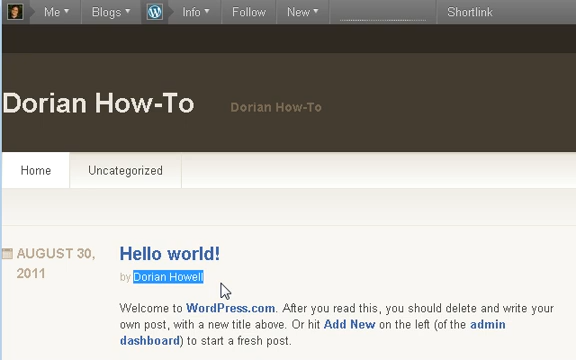 Me Blogs Info Follow New Shortlink
Dorian How-To Dorian How-To
Home Uncategorized
AUGUST 30,
2011
Hello world!
by Dorian Howell
Welcome to WordPress.com. After you read this, you should delete and write your
own post, with a new title above. Or hit Add New on the left (of the admin
dashboard) to start a fresh post.